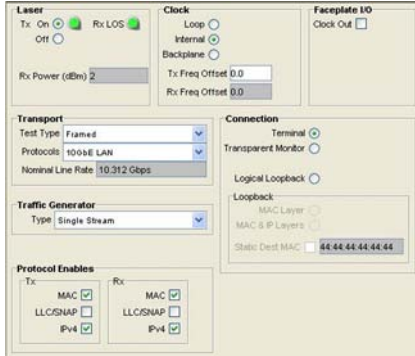 Laser
Tx On
Rx LOS
Off
Rx Power (dBm) 2
Clock
Loop
Internal
Backplane
Tx Freq Offset 0.0
Rx Freq Offset 0.0
Faceplate I/O
Clock Out
Transport
Test Type Framed
Protocols 10GbE LAN
Nominal Line Rate 10.312 Gbps
Connection
Terminal
Transparent Monitor
Logical Loopback
Loopback
MAC Layer
MAC & IP Layers
Static Dest MAC 44:44:44:44:44:44
Traffic Generator
Type Single Stream
Protocol Enables
Tx
MAC
LLC/SNAP
IPv4
Rx
MAC
LLC/SNAP
IPv4